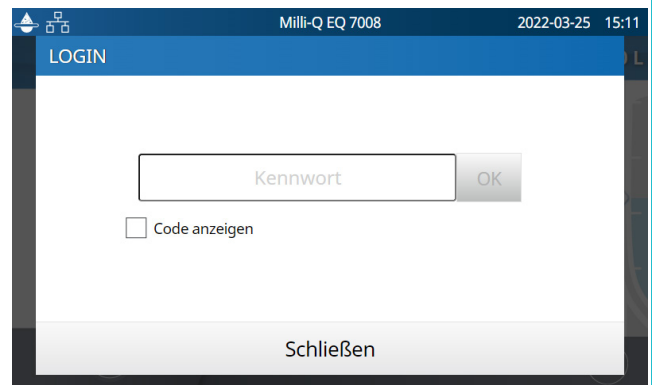 Milli-Q EQ 7008 2022-03-25 15:11
LOGIN
L
Kennwort OK
Code anzeigen
Schließen